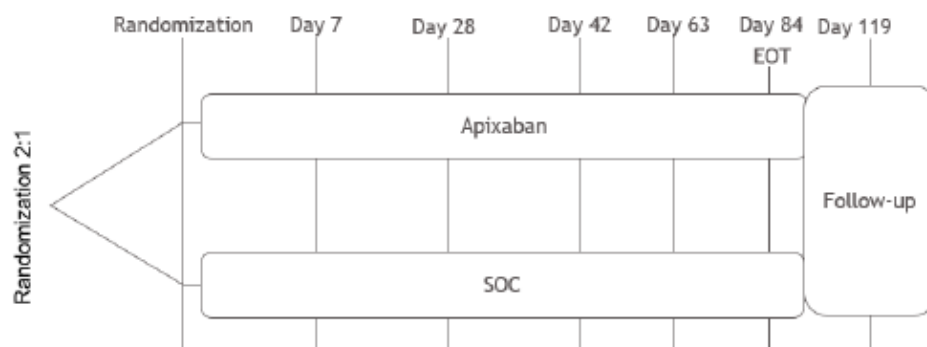 Randomization Day 7 Day 28 Day 42 Day 63 Day 84 Day 119
EOT
Apixaban
Randomization 2:1
Follow-up
SOC